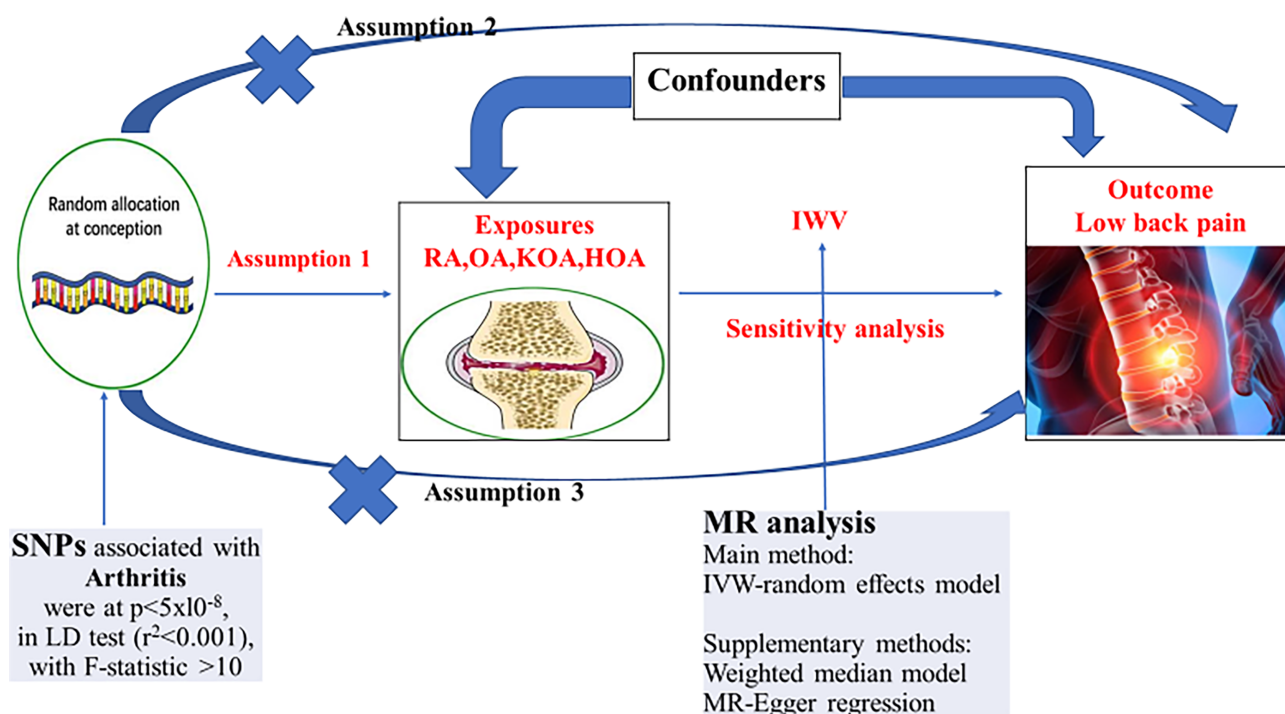 Assumption 2
Confounders
Random allocation
at conception
Assumption 1
Exposures
RA,OA,KOA,HOA
IWV
Sensitivity analysis
Outcome
Low back pain
Assumption 3
SNPs associated with
Arthritis
were at p<5xl0⁻⁸,
in LD test (r²<0.001),
with F-statistic >10
MR analysis
Main method:
IVW-random effects model
Supplementary methods:
Weighted median model
MR-Egger regression